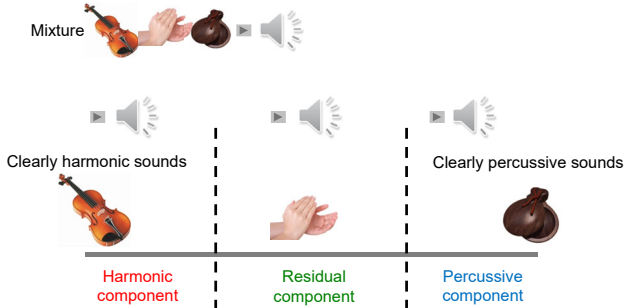 Mixture
Clearly harmonic sounds
Clearly percussive sounds
Harmonic
component
Residual
component
Percussive
component